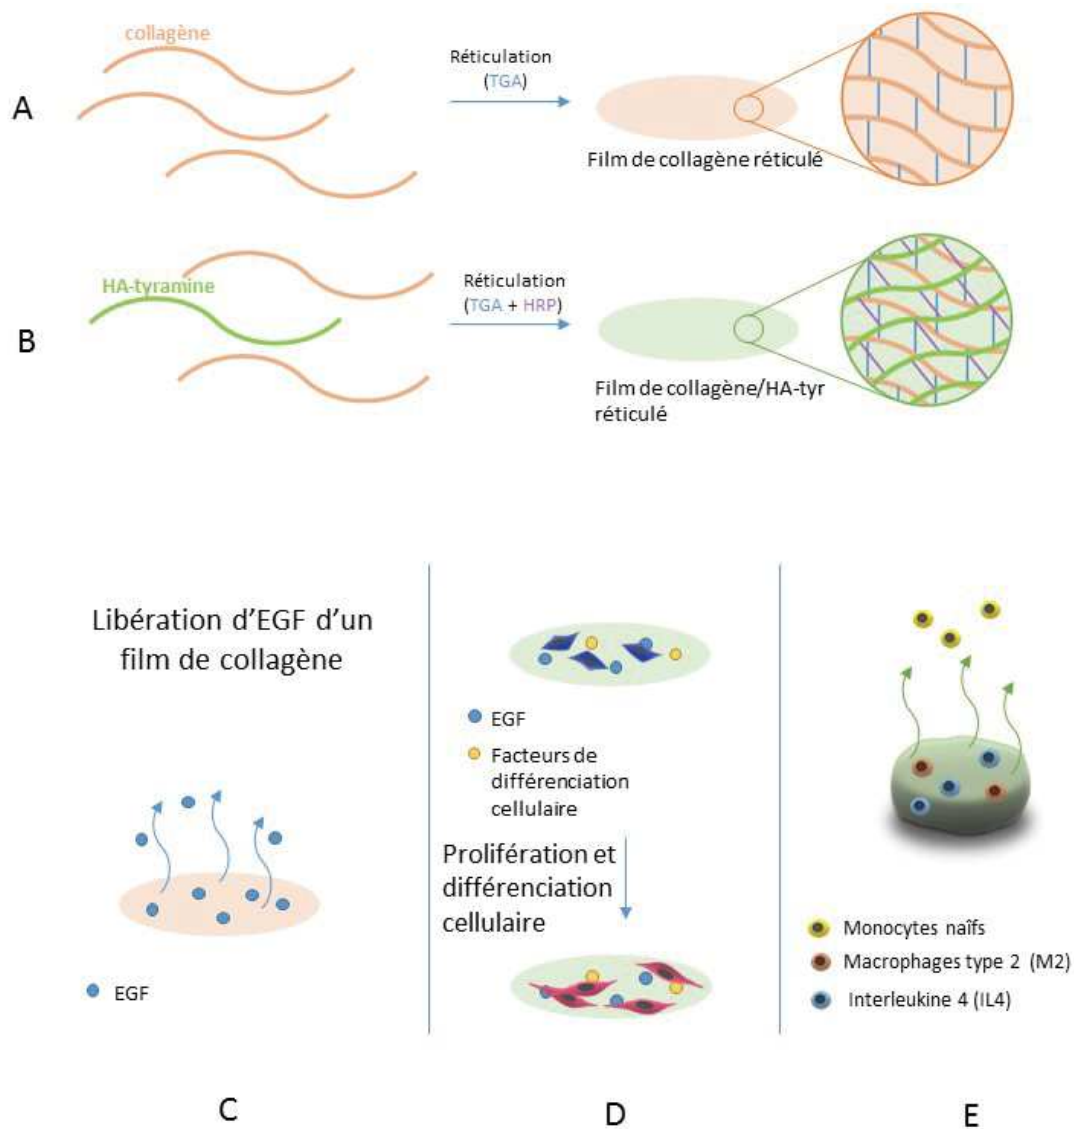 collagène
Réticulation
(TGA)
A
Film de collagène réticulé
HA-tyramine
Réticulation
(TGA + HRP)
B
Film de collagène/HA-tyr
réticulé
Libération d'EGF d'un
film de collagène
EGF
EGF
Facteurs de
différenciation
cellulaire
Prolifération et
différenciation
cellulaire
Monocytes naîfs
Macrophages type 2 (M2)
Interleukine 4 (IL4)
C
D
E